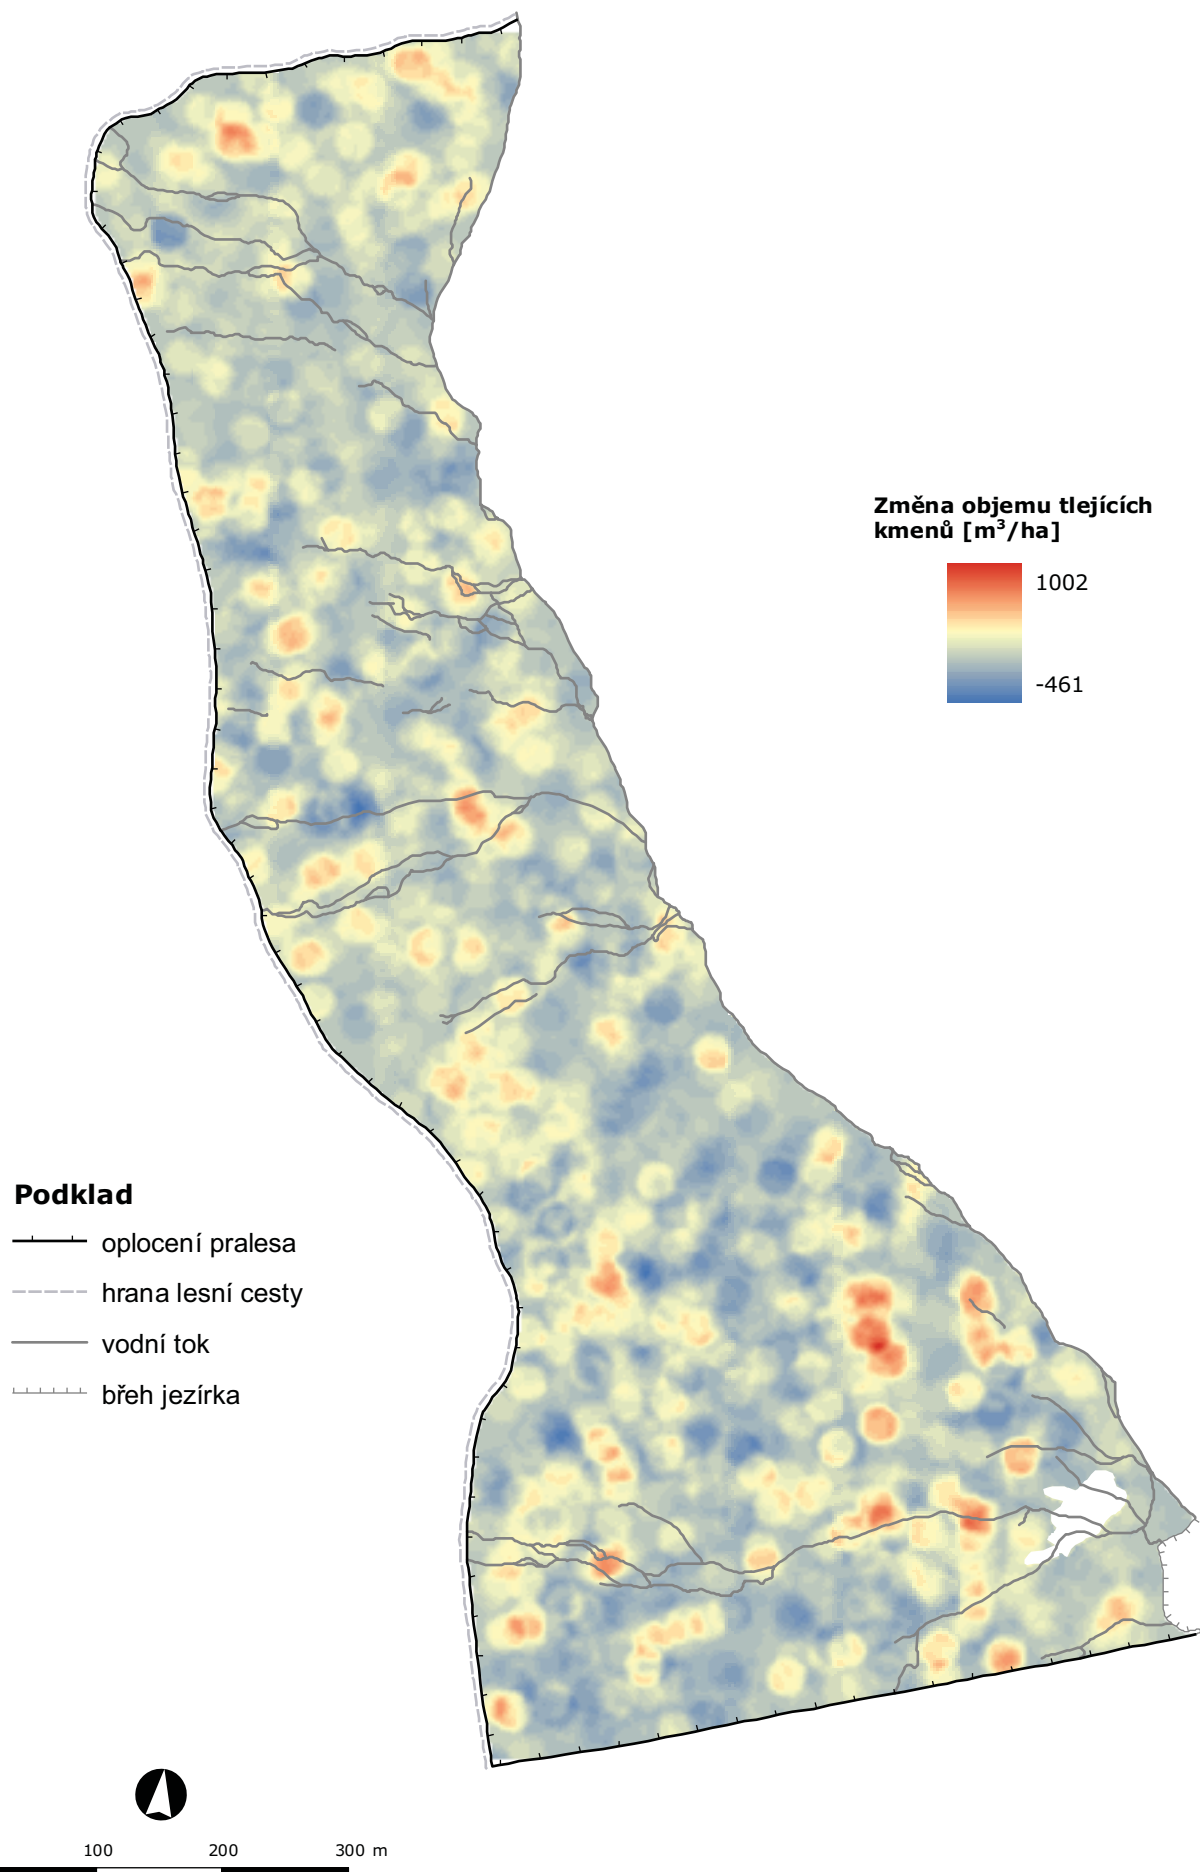 Změna objemu tlejících
kmenů [m³/ha]
1002
-461
Podklad
oplocení pralesa
hrana lesní cesty
vodní tok
břeh jezírka
100 200 300 m